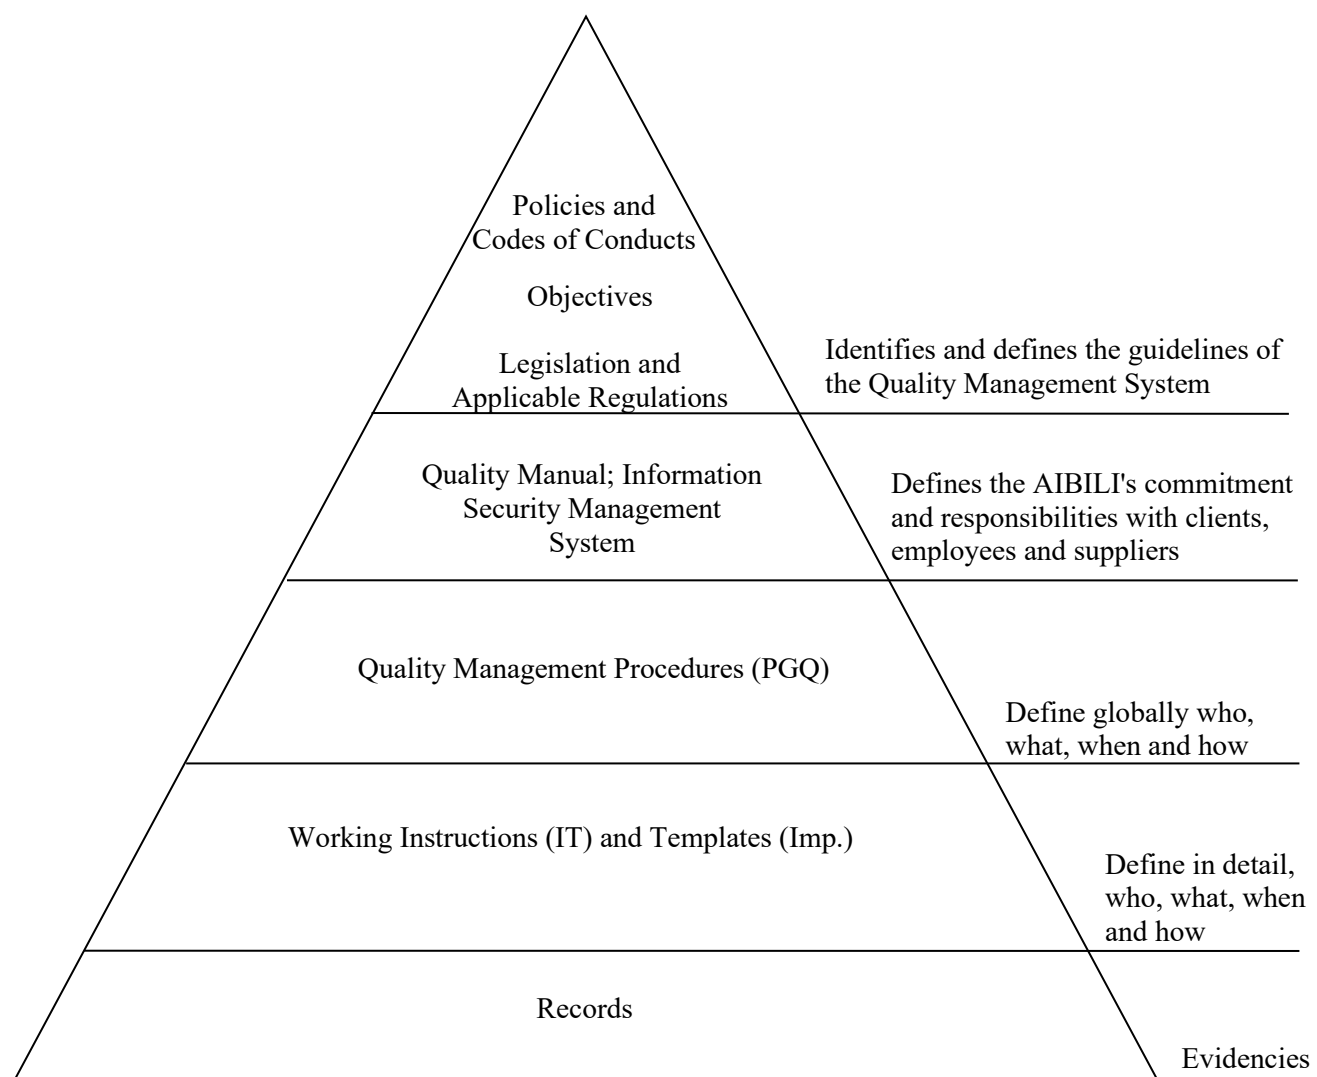 Policies and
Codes of Conducts
Objectives
Legislation and
Applicable Regulations
Identifies and defines the guidelines of
the Quality Management System
Quality Manual; Information
Security Management
System
Defines the AIBILI's commitment
and responsibilities with clients,
employees and suppliers
Quality Management Procedures (PGQ)
Define globally who,
what, when and how
Working Instructions (IT) and Templates (Imp.)
Define in detail,
who, what, when
and how
Records
Evidencies